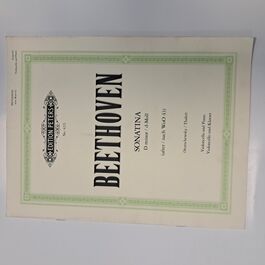 EDITION PETERS
BEETHOVEN
SONATINA
D minor / d-Moll
(after / nach WoO 43)
Violoncello and Piano
Violoncello und Klavier